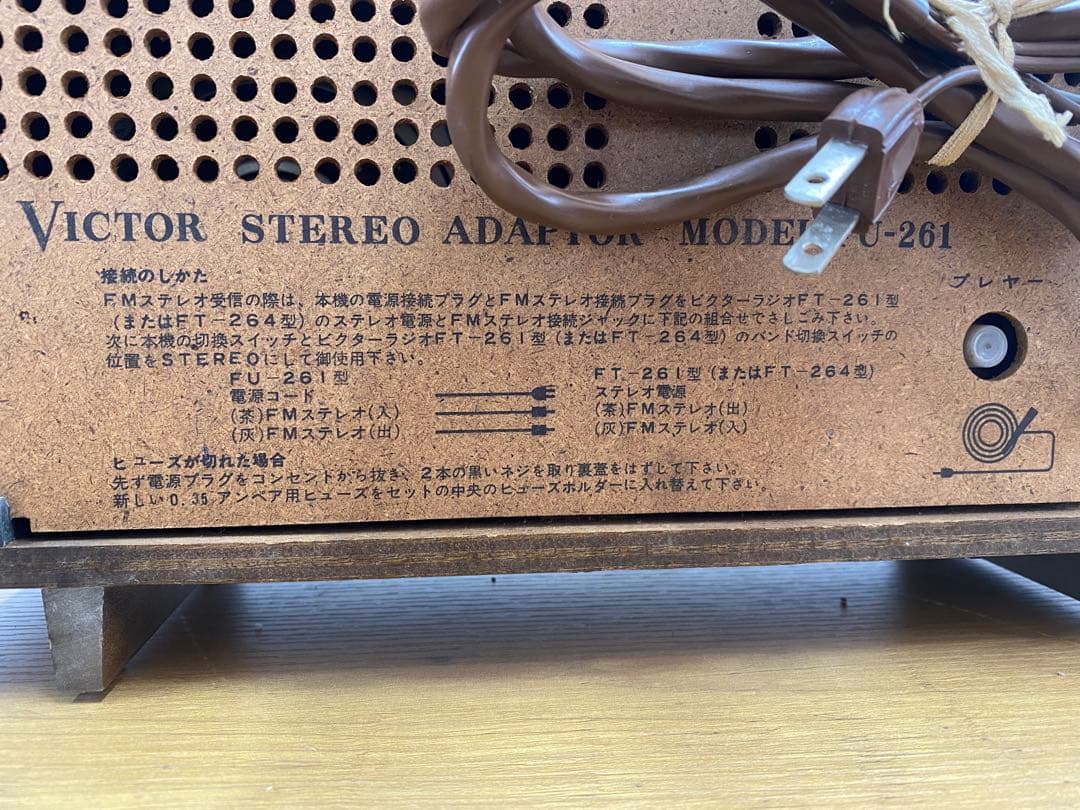 VICTOR STEREO ADAPTOR MODEL FU-261
接続のしかた
FMステレオ受信の際は、本機の電源接続プラグとFMステレオ接続プラグをビクターラジオFT-261型
(またはFT-264型)のステレオ電源とFMステレオ接続ジャックに下記の組合せでさしこみ下さい。
次に本機の切換スイッチとビクターラジオFT-261型(またはFT-264型)のバンド切換スイッチの
位置をSTEREOにして御使用下さい。
FU-261型 FT-261型(またはFT-264型)
電源コード ステレオ電源
(茶)FMステレオ(入) (茶)FMステレオ(出)
(灰)FMステレオ(出) (灰)FMステレオ(入)
ヒューズが切れた場合
先ず電源プラグをコンセントから抜き、2本の黒いネジを取り裏蓋をはずして下さい。
新しい0.35アンペア用ヒューズをセットの中央のヒューズホルダーに入れ替えて下さい。
プレヤー